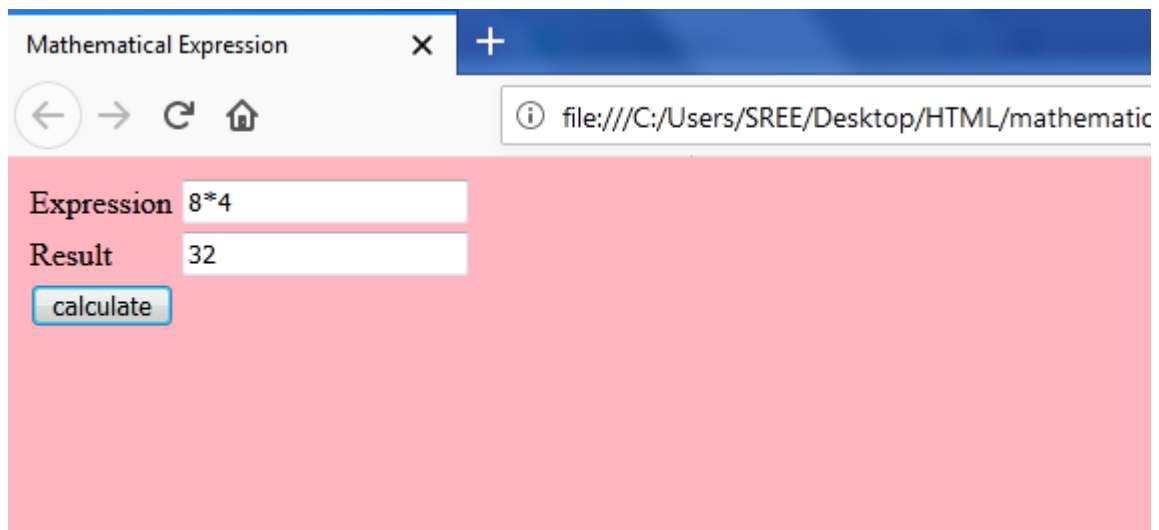 Mathematical Expression
file:///C:/Users/SREE/Desktop/HTML/mathematic
Expression 8*4
Result 32
calculate